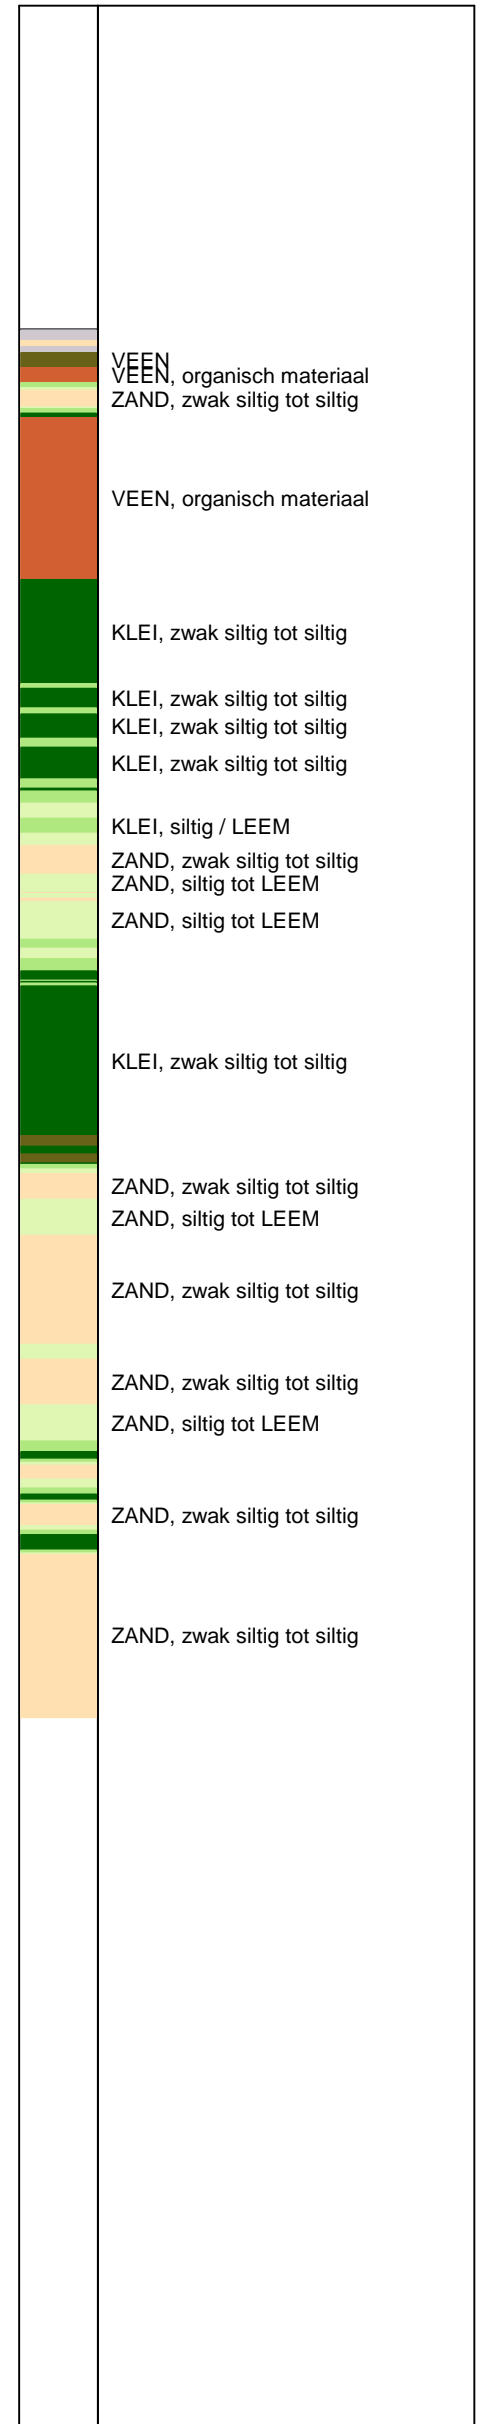 VEEN
VEEN, organisch materiaal
ZAND, zwak siltig tot siltig
VEEN, organisch materiaal
KLEI, zwak siltig tot siltig
KLEI, zwak siltig tot siltig
KLEI, zwak siltig tot siltig
KLEI, zwak siltig tot siltig
KLEI, siltig / LEEM
ZAND, zwak siltig tot siltig
ZAND, siltig tot LEEM
ZAND, siltig tot LEEM
KLEI, zwak siltig tot siltig
ZAND, zwak siltig tot siltig
ZAND, siltig tot LEEM
ZAND, zwak siltig tot siltig
ZAND, zwak siltig tot siltig
ZAND, siltig tot LEEM
ZAND, zwak siltig tot siltig
ZAND, zwak siltig tot siltig